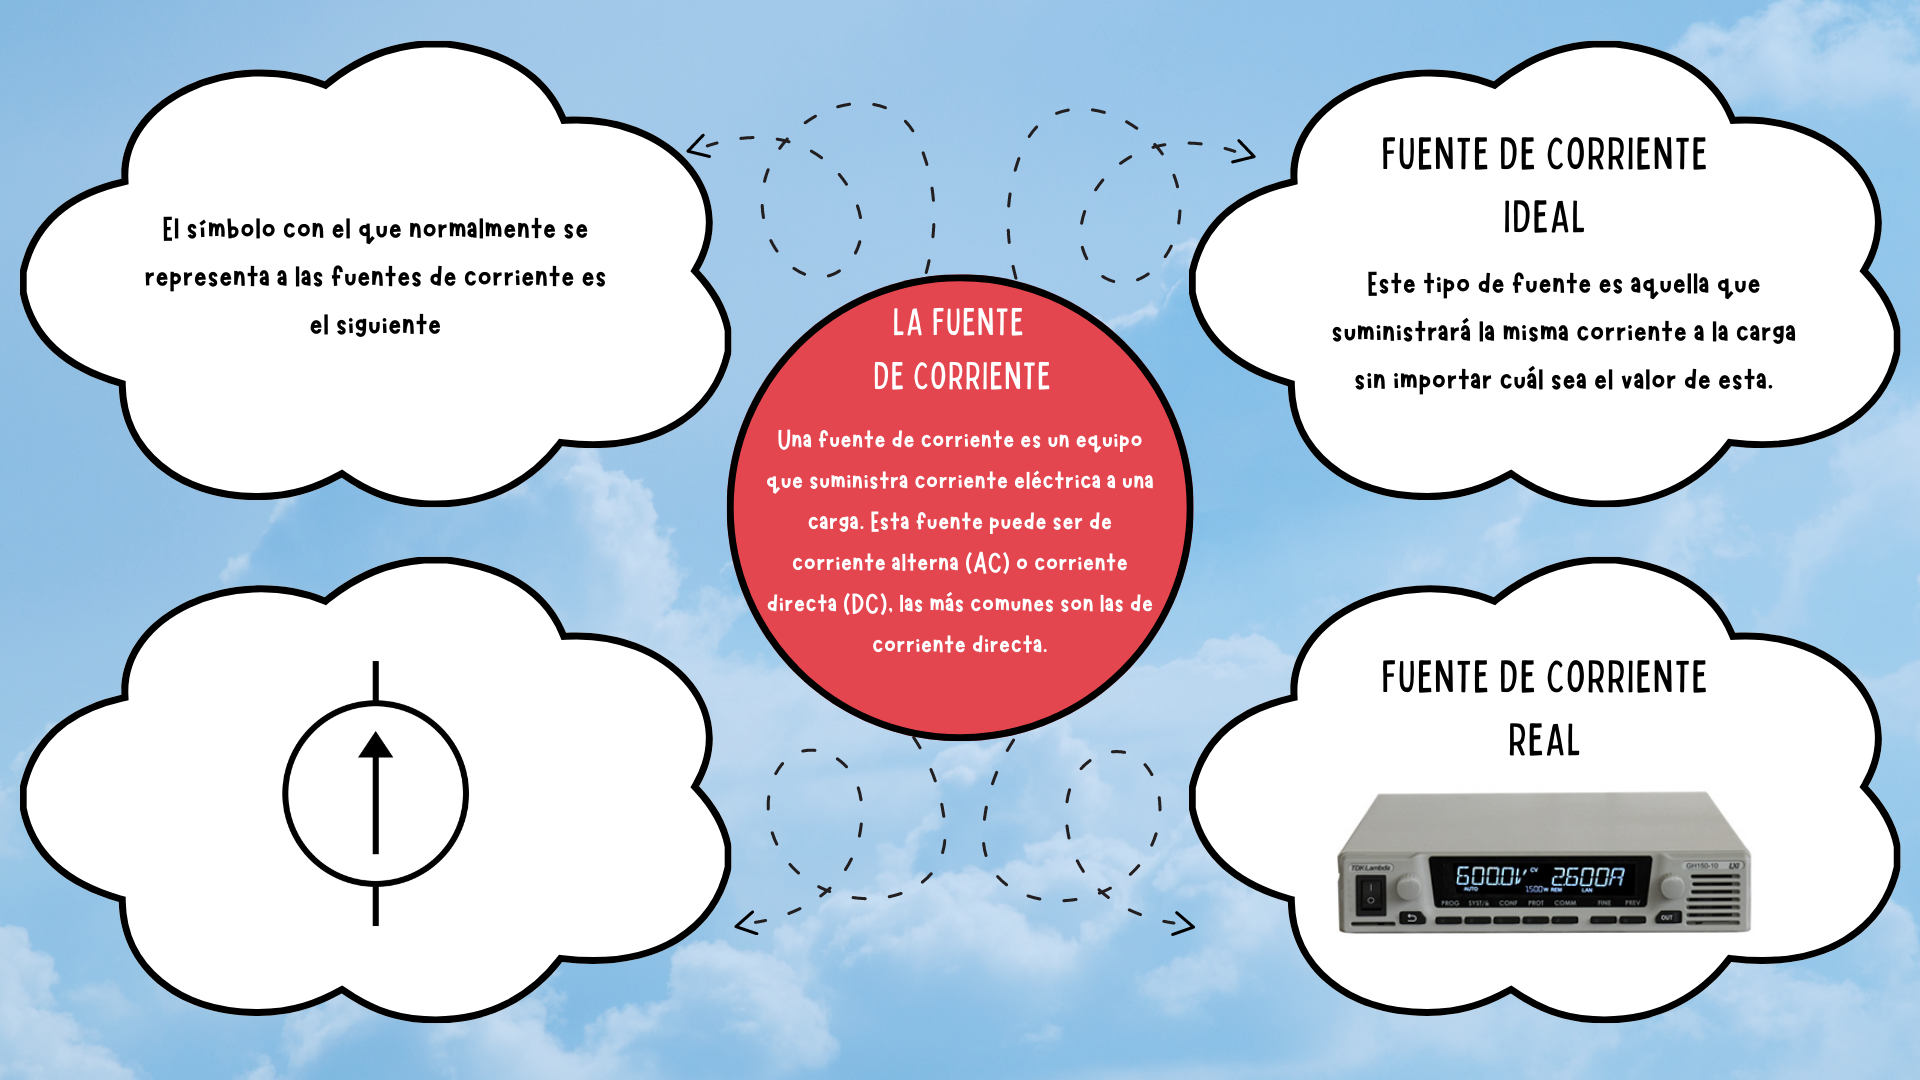 El símbolo con el que normalmente se
representa a las fuentes de corriente es
el siguiente
LA FUENTE
DE CORRIENTE
Una fuente de corriente es un equipo
que suministra corriente eléctrica a una
carga. Esta fuente puede ser de
corriente alterna (AC) o corriente
directa (DC), las más comunes son las de
corriente directa.
FUENTE DE CORRIENTE
IDEAL
Este tipo de fuente es aquella que
suministrará la misma corriente a la carga
sin importar cuál sea el valor de esta.
FUENTE DE CORRIENTE
REAL
TDK·Lambda
GH150-10 LXI
600.0V CV 2.600A
AUTO 1500W REM LAN
PROG SYST/ CONF PROT COMM FINE PREV
OUT